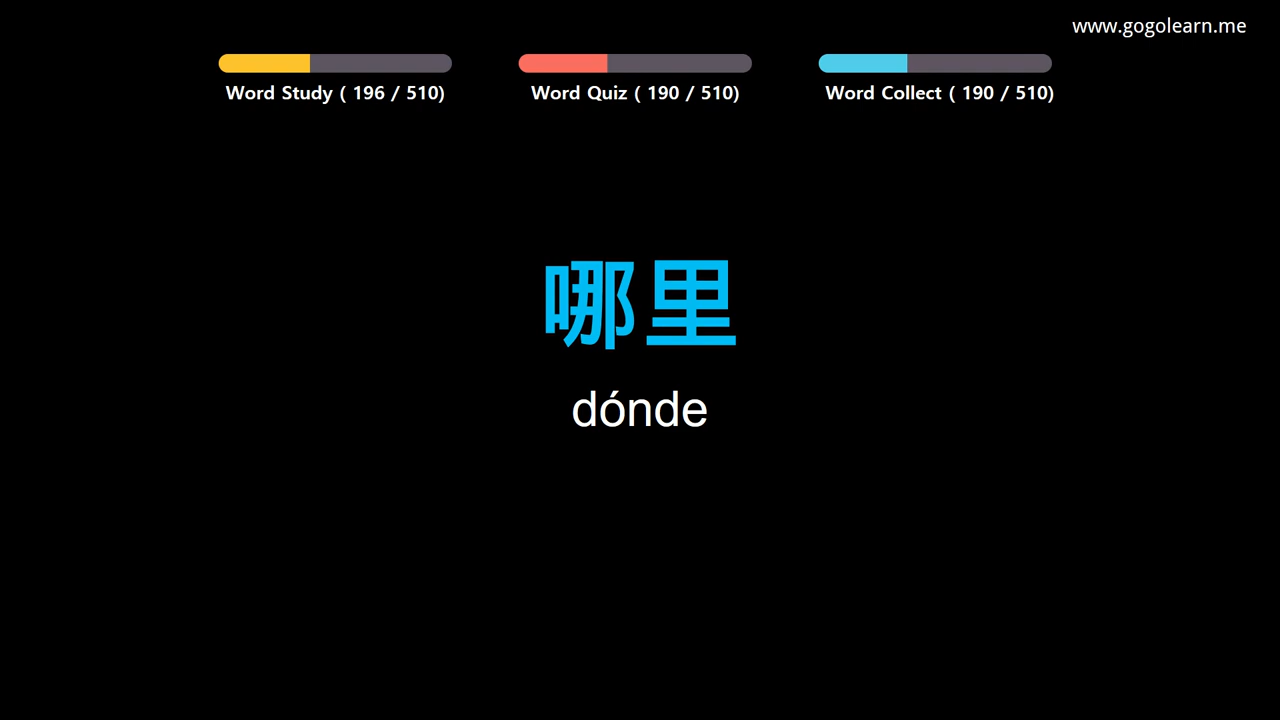 www.gogolearn.me
Word Study ( 196 / 510)
Word Quiz ( 190 / 510)
Word Collect ( 190 / 510)
哪里
dónde